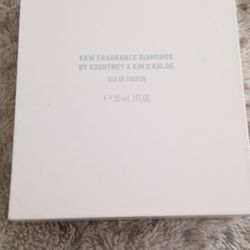 KKW FRAGRANCE DIAMONDS
BY KOURTNEY X KIM X KHLOE
EAU DE PARFUM
℮ 30 ml. 1 FL OZ.